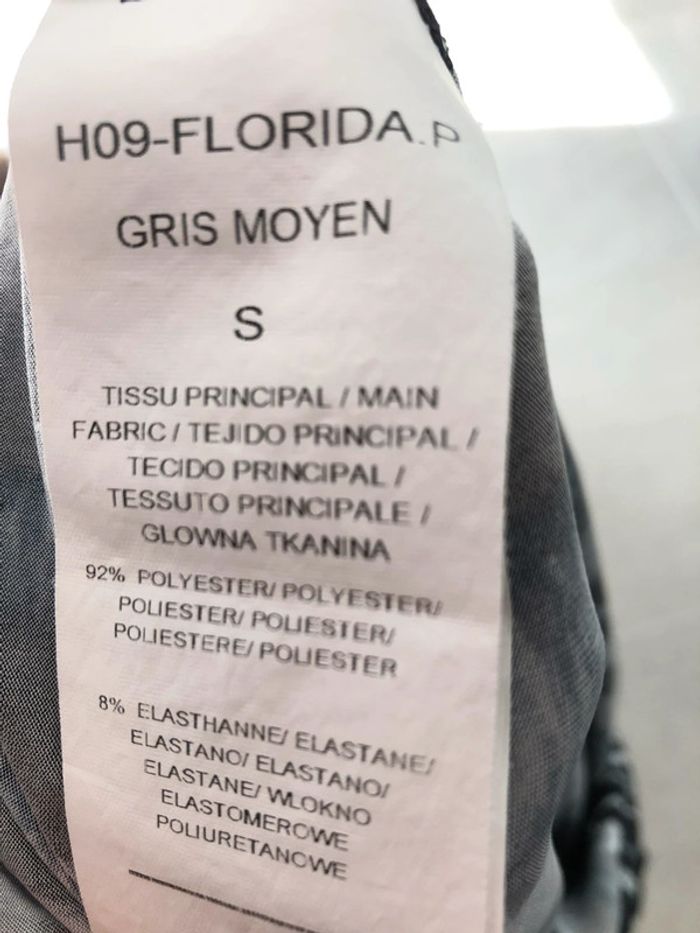 H09-FLORIDA.P
GRIS MOYEN
S
TISSU PRINCIPAL / MAIN
FABRIC / TEJIDO PRINCIPAL /
TECIDO PRINCIPAL /
TESSUTO PRINCIPALE /
GLOWNA TKANINA
92% POLYESTER/ POLYESTER/
POLIESTER/ POLIESTER/
POLIESTERE/ POLIESTER
8% ELASTHANNE/ ELASTANE/
ELASTANO/ ELASTANO/
ELASTANE/ WLOKNO
ELASTOMEROWE
POLIURETANOWE